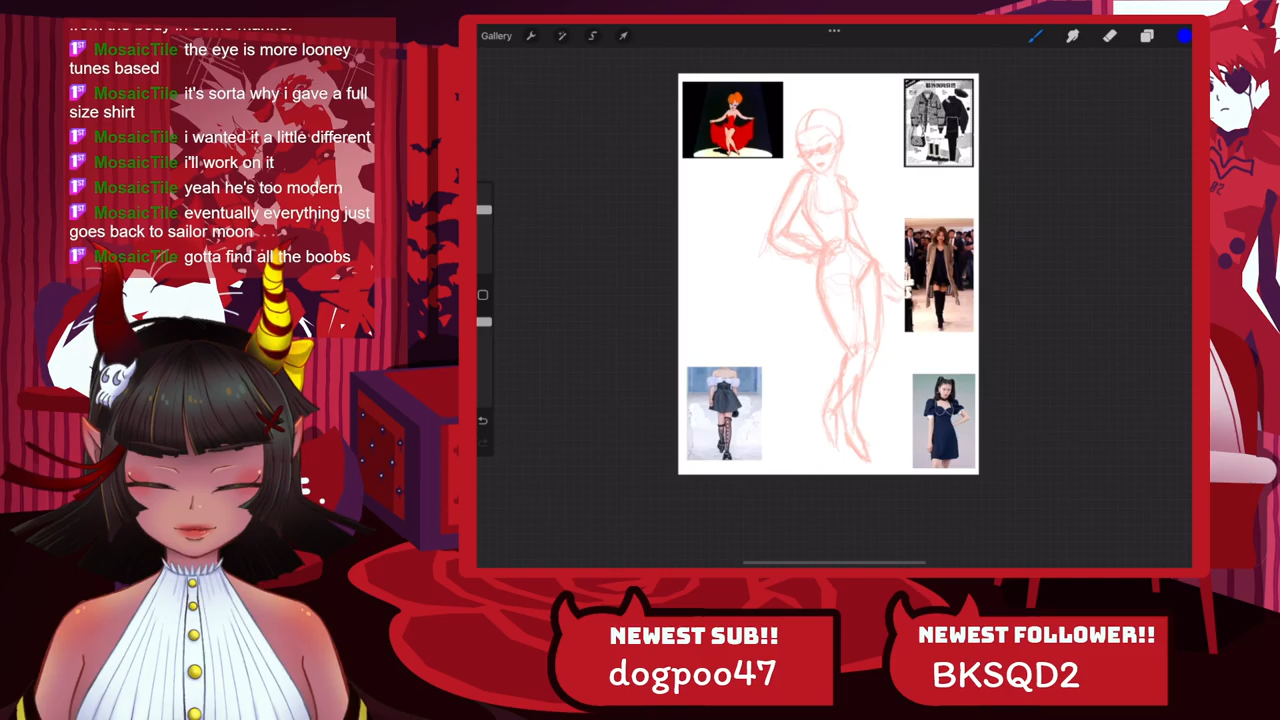 MosaicTile the eye is more looney
tunes based
MosaicTile it's sorta why i gave a full
size shirt
MosaicTile i wanted it a little different
MosaicTile i'll work on it
MosaicTile yeah he's too modern
MosaicTile eventually everything just
goes back to sailor moon
MosaicTile gotta find all the boobs
Gallery
NEWEST SUB!!
dogpoo47
NEWEST FOLLOWER!!
BKSQD2